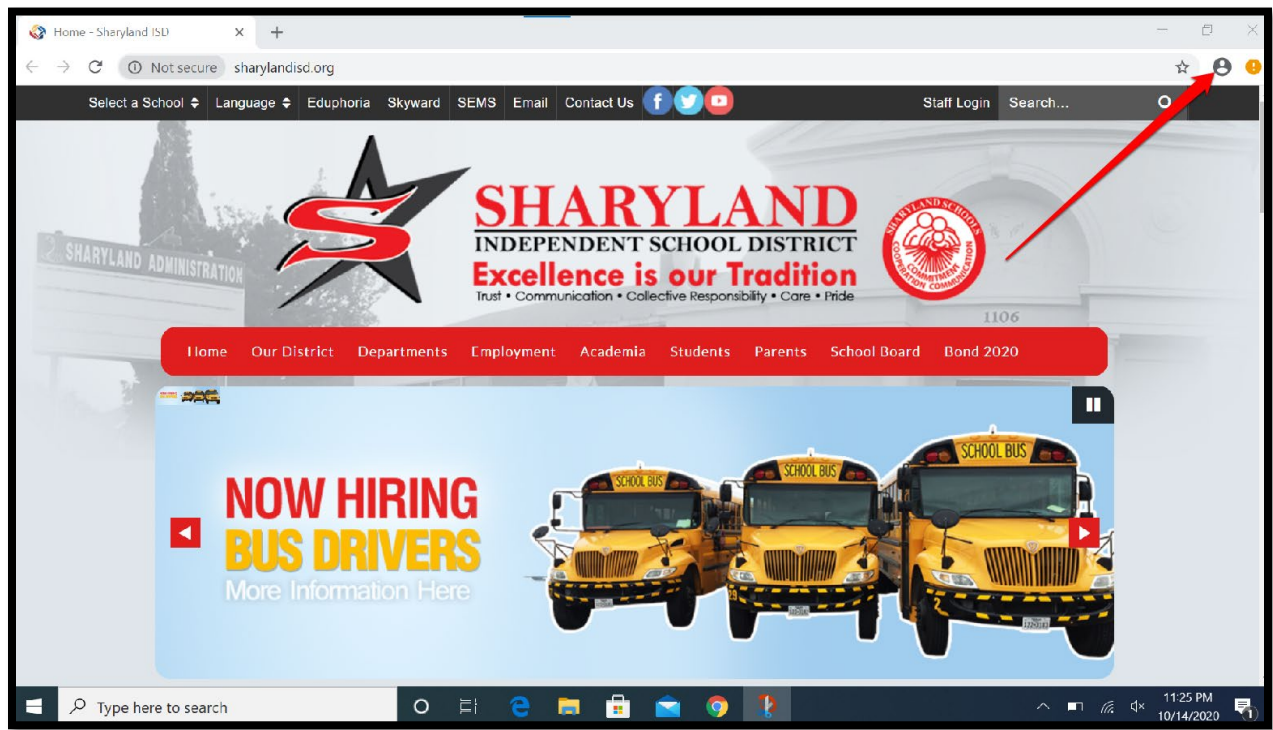 Home - Sharyland ISD
Not secure sharylandisd.org
Select a School Language Eduphoria Skyward SEMS Email Contact Us Staff Login Search...
SHARYLAND
INDEPENDENT SCHOOL DISTRICT
Excellence is our Tradition
Trust • Communication • Collective Responsibility • Care • Pride
SHARYLAND SCHOOLS
COMMITMENT
COOPERATION COMMUNICATION
SHARYLAND ADMINISTRATION
1106
Home Our District Departments Employment Academia Students Parents School Board Bond 2020
NOW HIRING
BUS DRIVERS
More Information Here
SCHOOL BUS
SCHOOL BUS
SCHOOL BUS
29
2
Type here to search
11:25 PM
10/14/2020
1